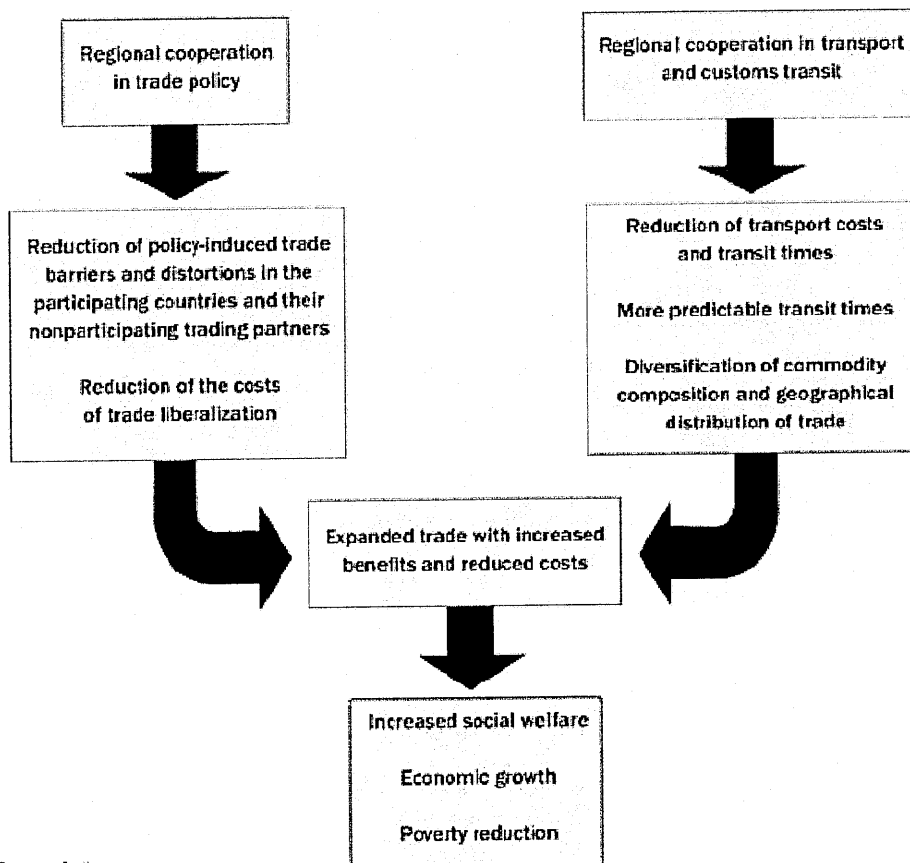 Regional cooperation
in trade policy
Regional cooperation in transport
and customs transit
Reduction of policy-induced trade
barriers and distortions in the
participating countries and their
nonparticipating trading partners
Reduction of the costs
of trade liberalization
Reduction of transport costs
and transit times
More predictable transit times
Diversification of commodity
composition and geographical
distribution of trade
Expanded trade with increased
benefits and reduced costs
Increased social welfare
Economic growth
Poverty reduction